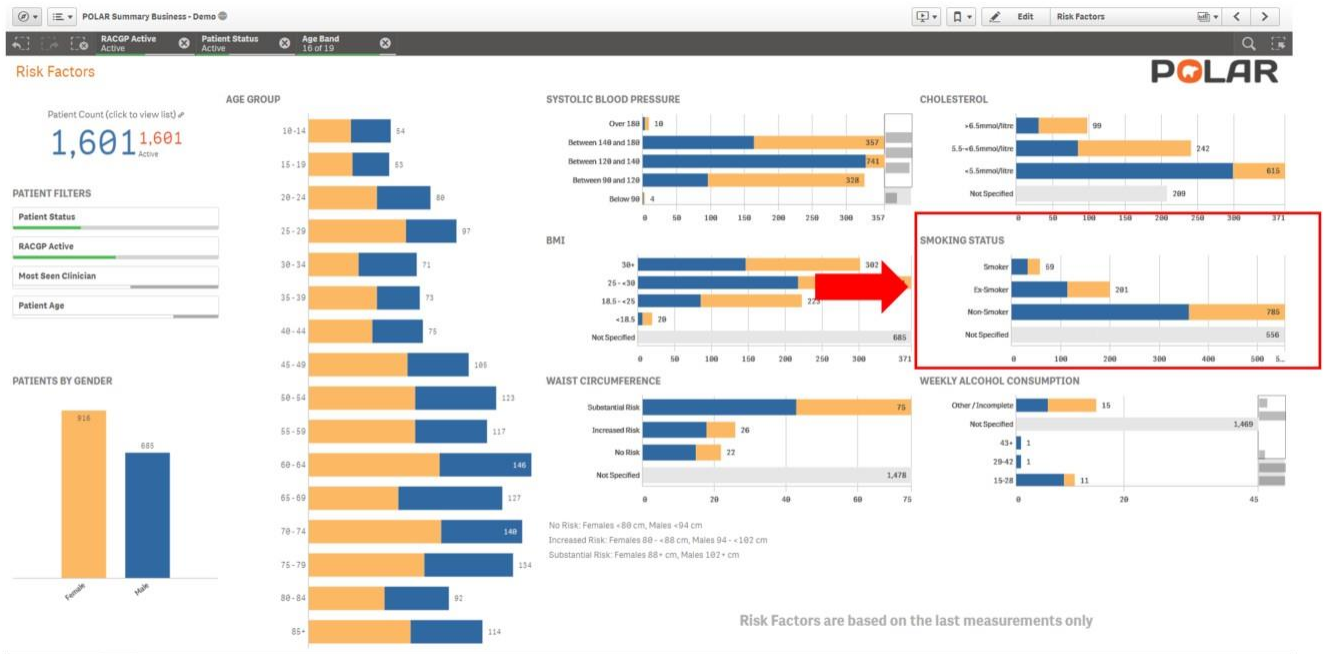 POLAR Summary Business - Demo
Edit
Risk Factors
RACGP Active
Active
Patient Status
Active
Age Band
16 of 19
Risk Factors
POLAR
Patient Count (click to view list)
1,601 1,601
Active
PATIENT FILTERS
Patient Status
RACGP Active
Most Seen Clinician
Patient Age
PATIENTS BY GENDER
916
685
Female
Male
AGE GROUP
10-14 54
15-19 53
20-24 80
25-29 97
30-34 71
35-39 73
40-44 75
45-49 105
50-54 123
55-59 117
60-64 146
65-69 127
70-74 140
75-79 134
80-84 92
85+ 114
SYSTOLIC BLOOD PRESSURE
Over 180 10
Between 140 and 180 357
Between 120 and 140 741
Between 90 and 120 328
Below 90 4
0 50 100 150 200 250 300 357
BMI
30+ 302
25 - <30
18.5 - <25 223
<18.5 20
Not Specified 685
0 50 100 150 200 250 300 371
WAIST CIRCUMFERENCE
Substantial Risk 75
Increased Risk 26
No Risk 22
Not Specified 1,478
0 20 40 60 75
No Risk: Females <80 cm, Males <94 cm
Increased Risk: Females 80 - <88 cm, Males 94 - <102 cm
Substantial Risk: Females 88+ cm, Males 102+ cm
CHOLESTEROL
>6.5mmol/litre 99
5.5-<6.5mmol/litre 242
<5.5mmol/litre 615
Not Specified 209
0 50 100 150 200 250 300 371
SMOKING STATUS
Smoker 59
Ex-Smoker 201
Non-Smoker 785
Not Specified 556
0 100 200 300 400 500 5...
WEEKLY ALCOHOL CONSUMPTION
Other / Incomplete 15
Not Specified 1,469
43+ 1
29-42 1
15-28 11
0 20 45
Risk Factors are based on the last measurements only